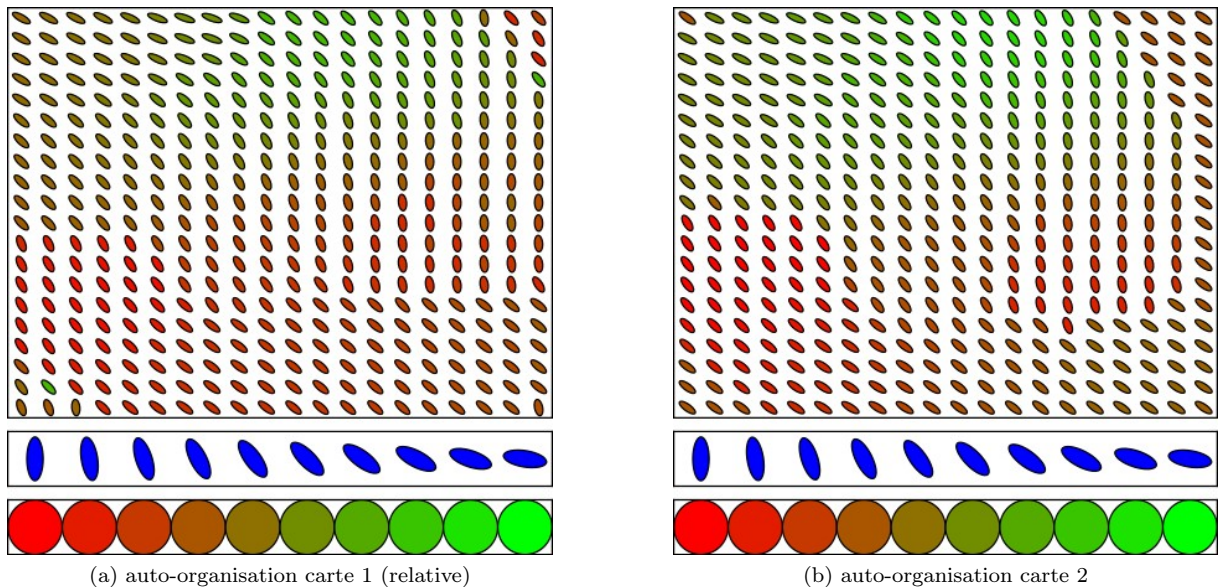 (a) auto-organisation carte 1 (relative)
(b) auto-organisation carte 2